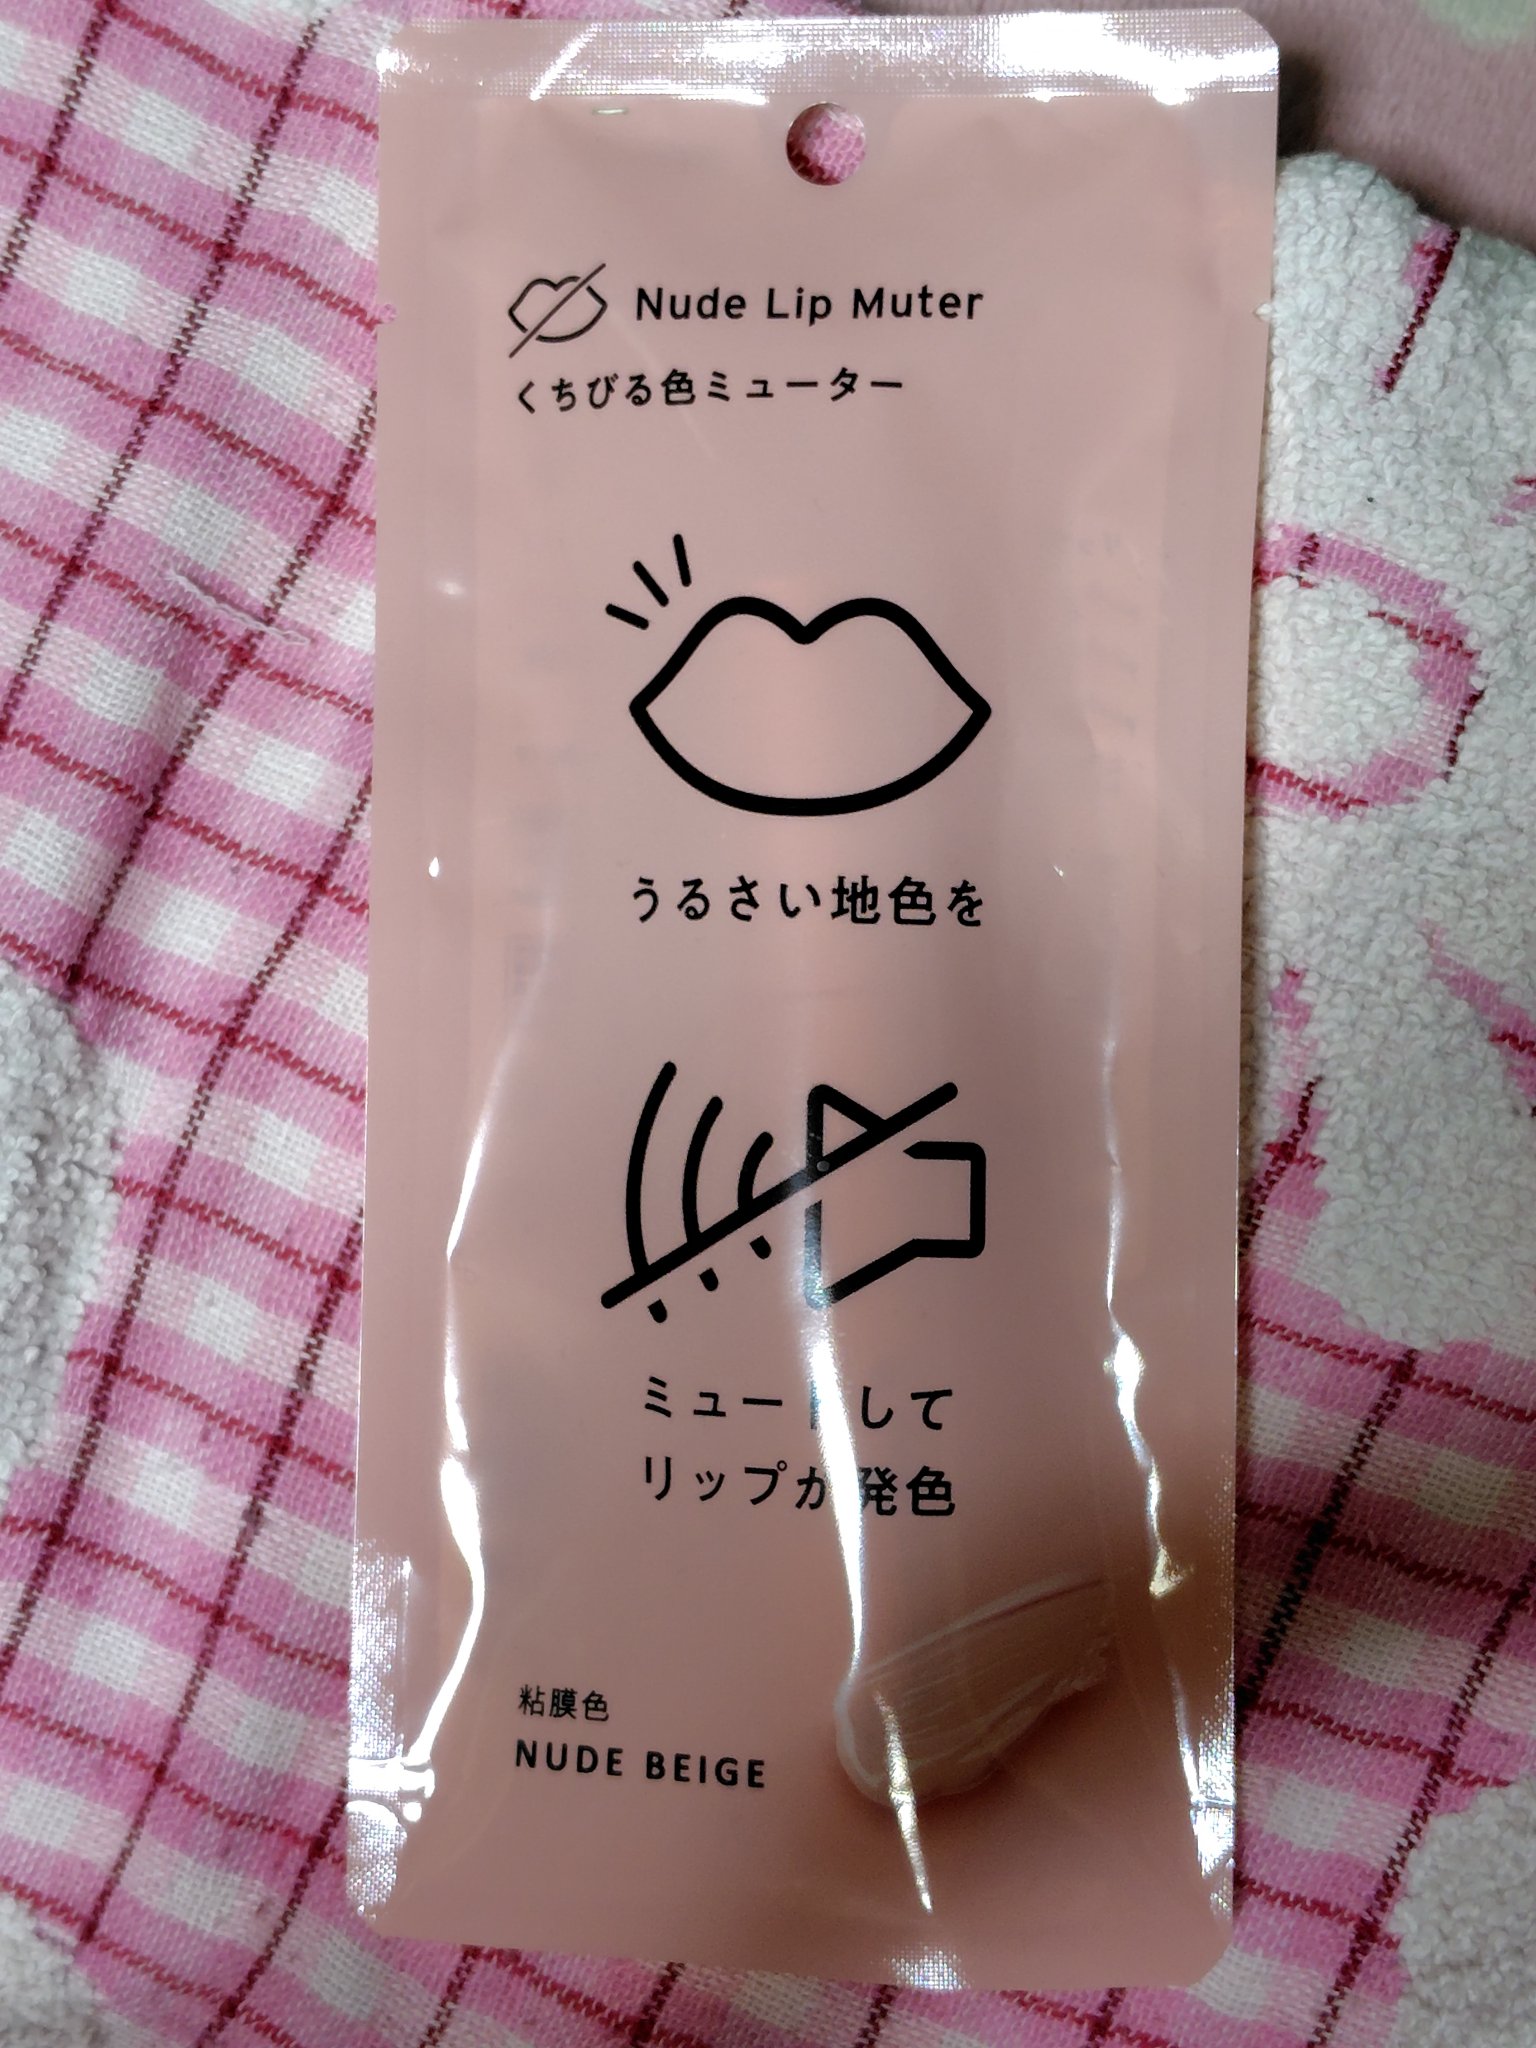 Nude Lip Muter
くちびる色ミューター
うるさい地色を
ミュートして
リップが発色
粘膜色
NUDE BEIGE